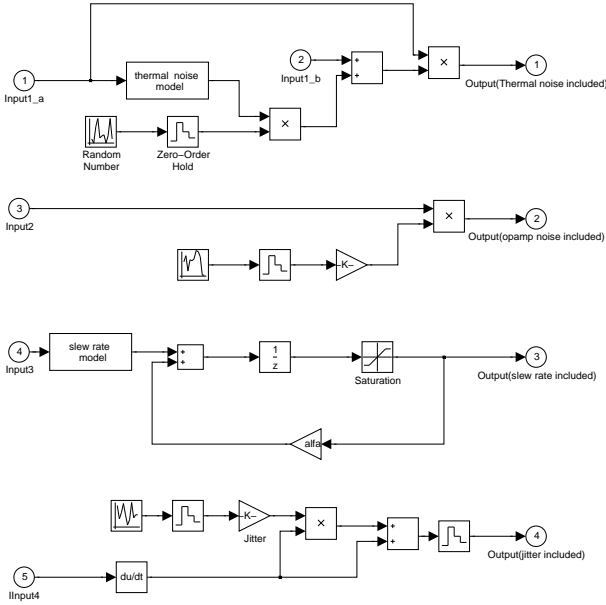 1
Input1_a
thermal noise
model
2
Input1_b
+
+
×
1
Output(Thermal noise included)
×
Random
Number
Zero-Order
Hold
3
Input2
×
2
Output(opamp noise included)
-K-
4
Input3
slew rate
model
+
+
1
z
Saturation
3
Output(slew rate included)
alfa
-K-
Jitter
×
+
+
4
Output(jitter included)
5
IInput4
du/dt